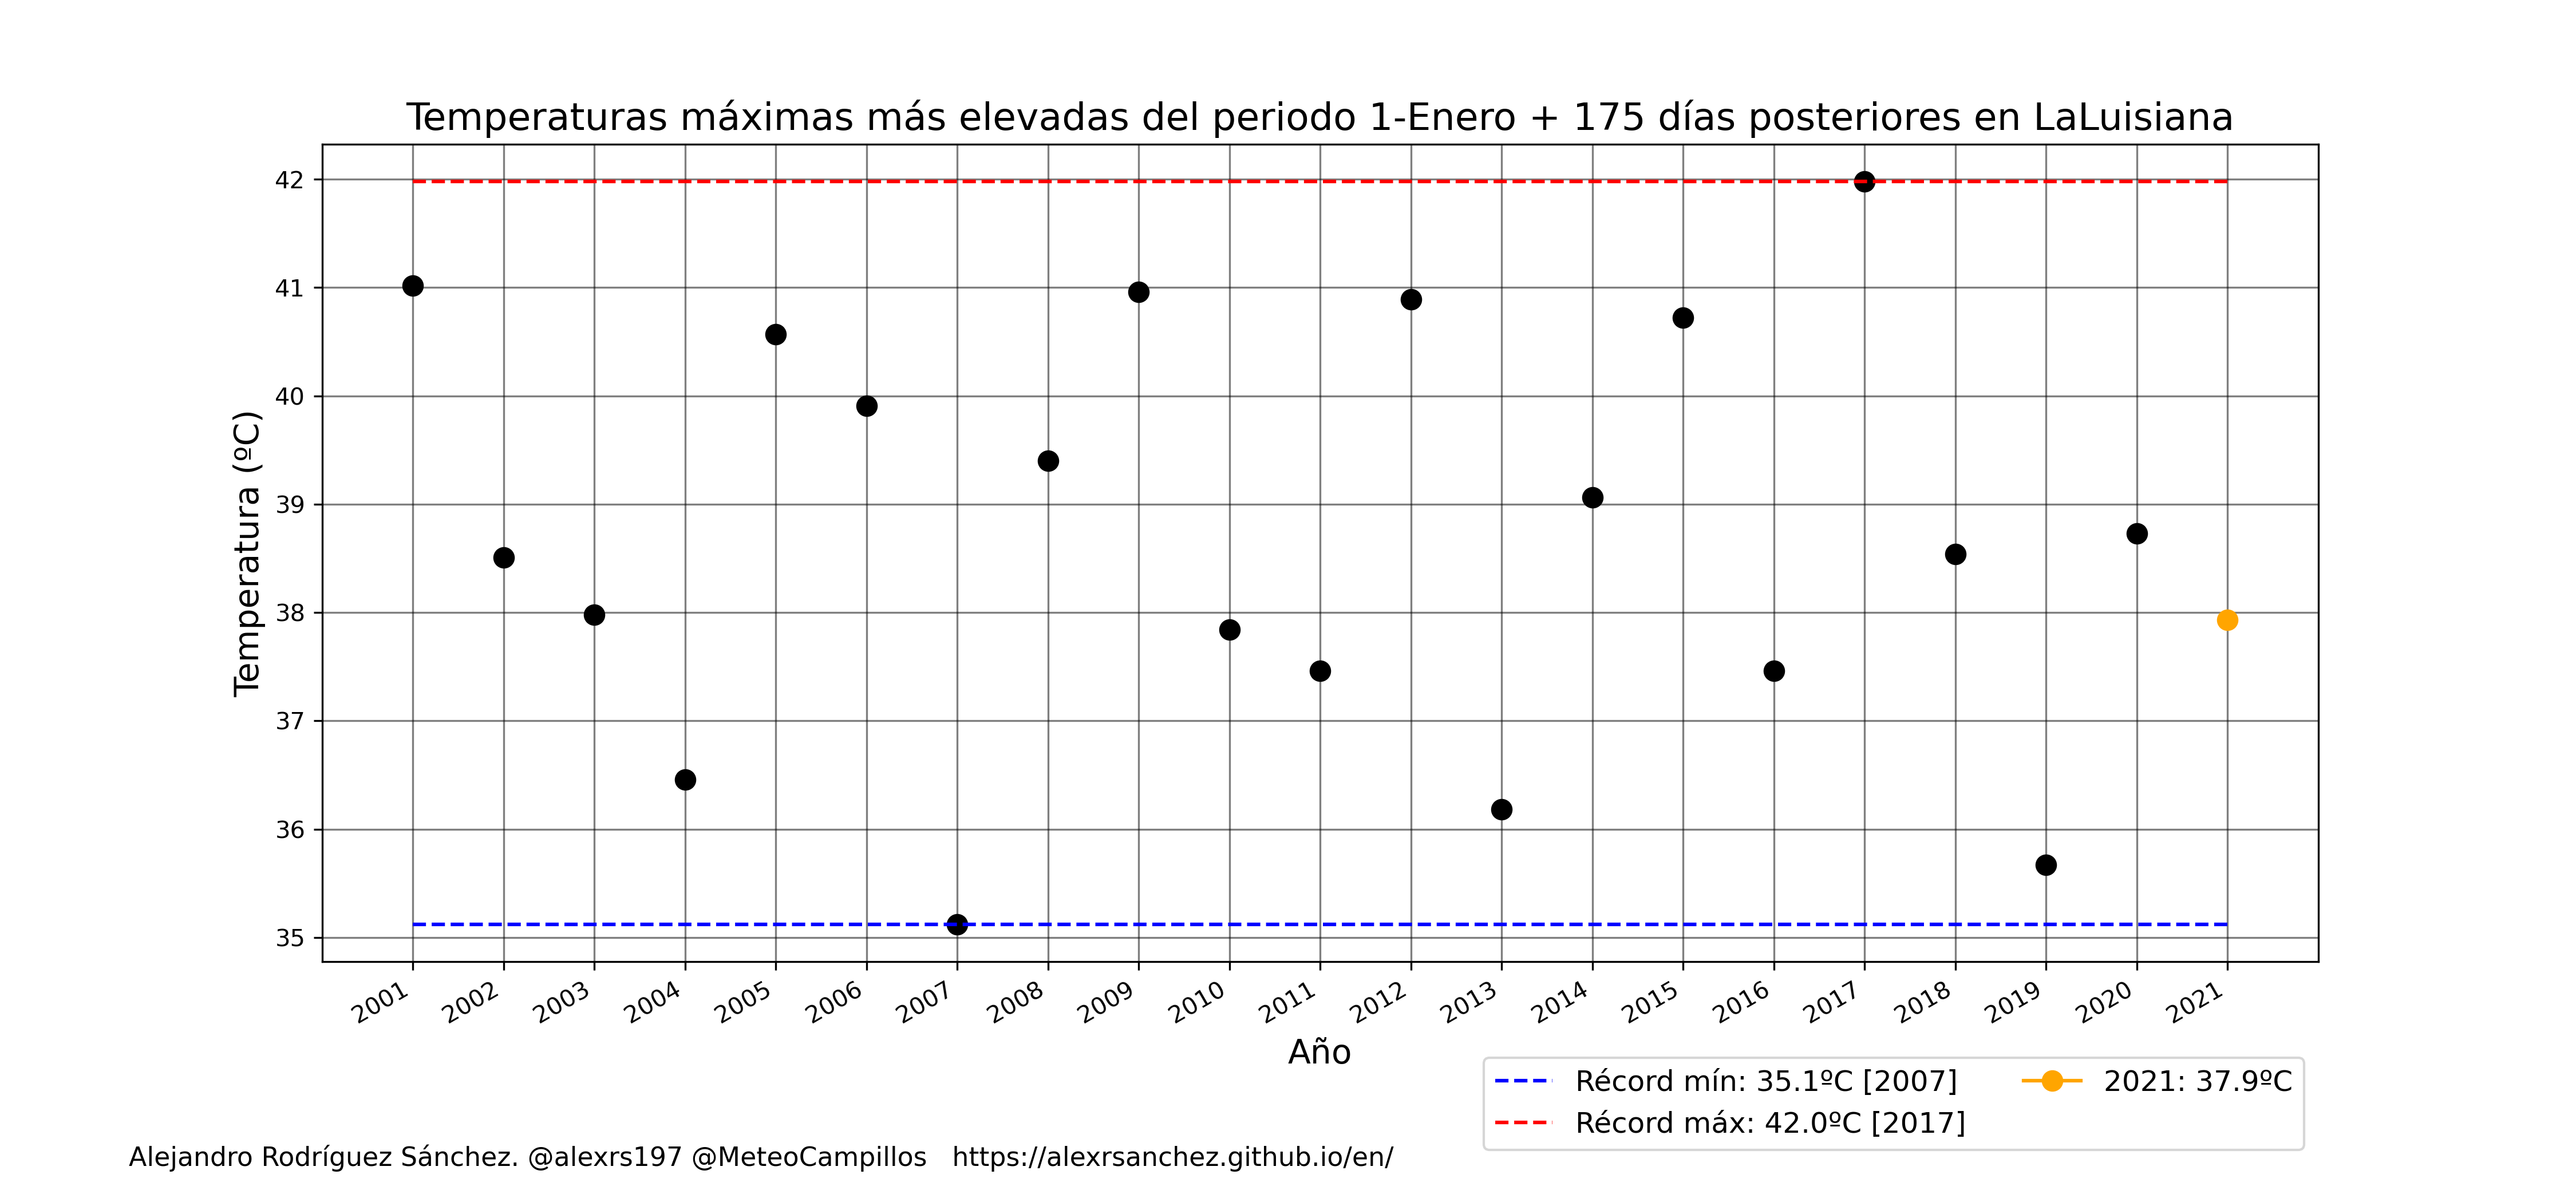 Temperaturas máximas más elevadas del periodo 1-Enero + 175 días posteriores en LaLuisiana
Temperatura (ºC)
42
41
40
39
38
37
36
35
2001 2002 2003 2004 2005 2006 2007 2008 2009 2010 2011 2012 2013 2014 2015 2016 2017 2018 2019 2020 2021
Año
Récord mín: 35.1ºC [2007]
Récord máx: 42.0ºC [2017]
2021: 37.9ºC
Alejandro Rodríguez Sánchez. @alexrs197 @MeteoCampillos https://alexrsanchez.github.io/en/